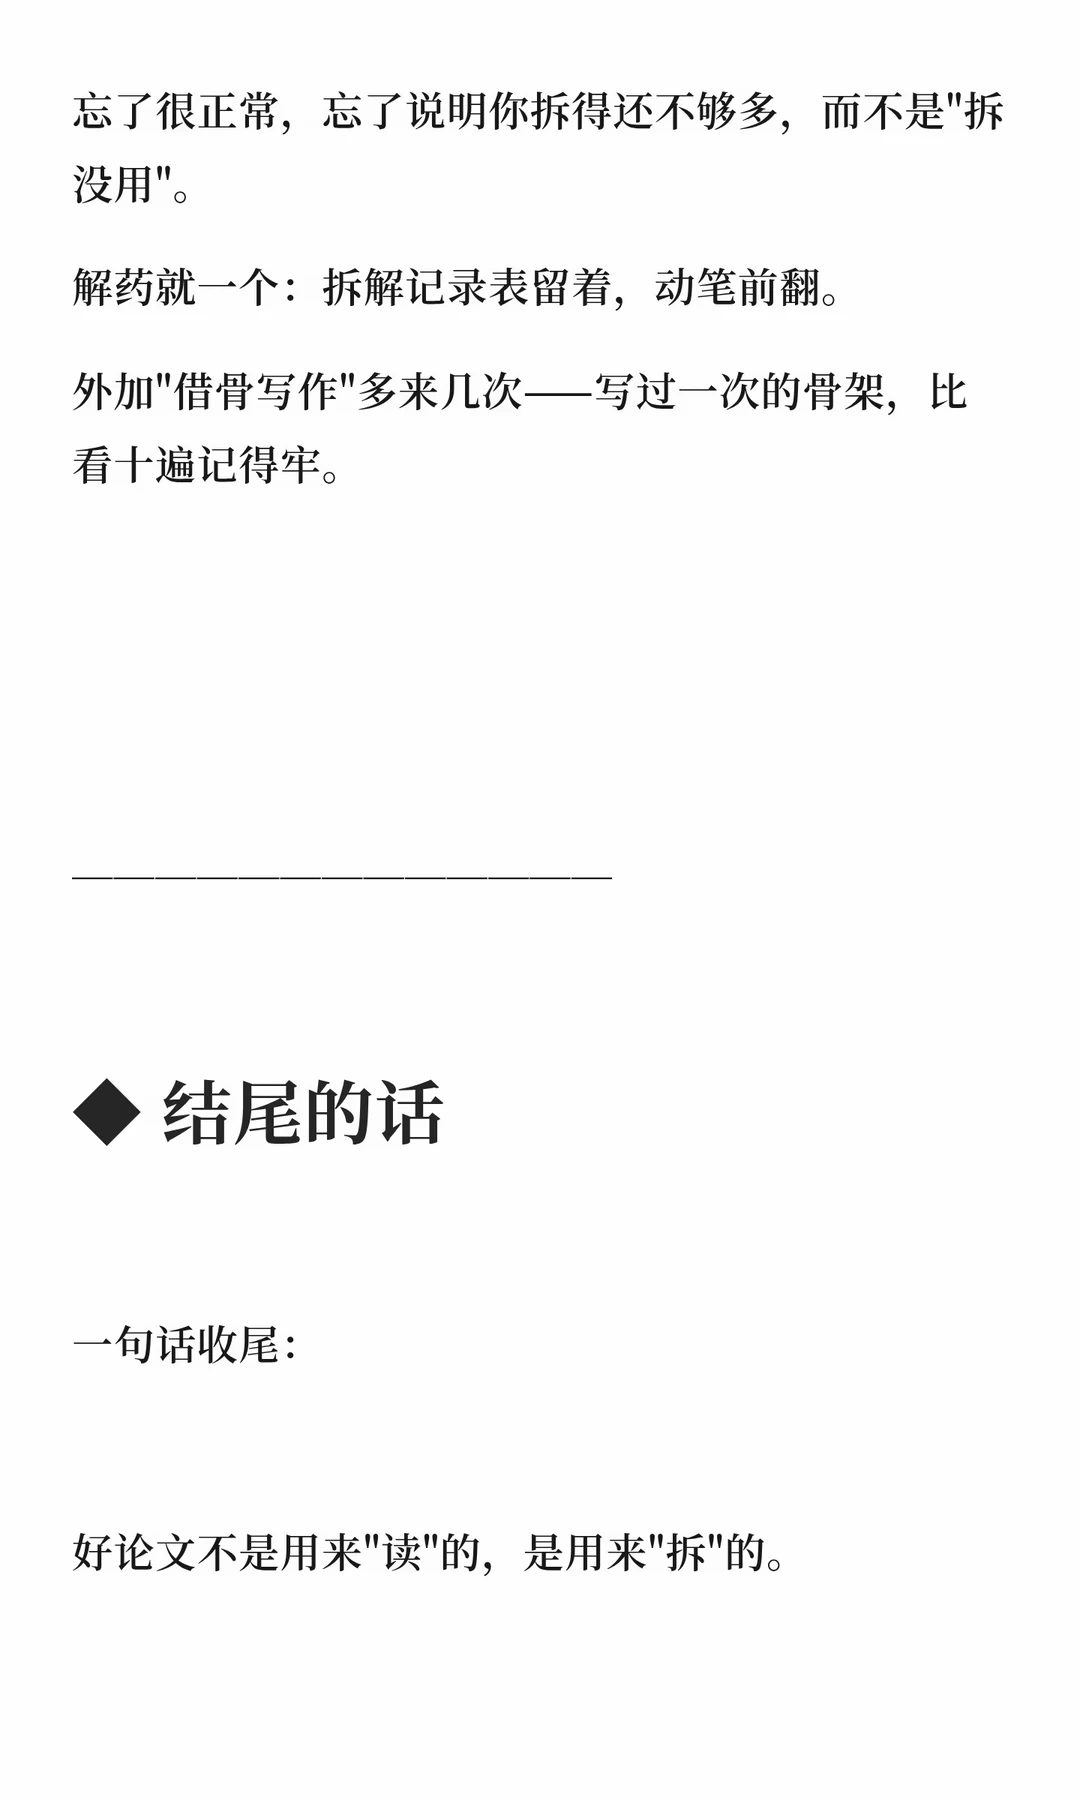 忘了很正常，忘了说明你拆得还不够多，而不是"拆
没用"。
解药就一个：拆解记录表留着，动笔前翻。
外加"借骨写作"多来几次——写过一次的骨架，比
看十遍记得牢。
—————————————
◆ 结尾的话
一句话收尾：
好论文不是用来"读"的，是用来"拆"的。